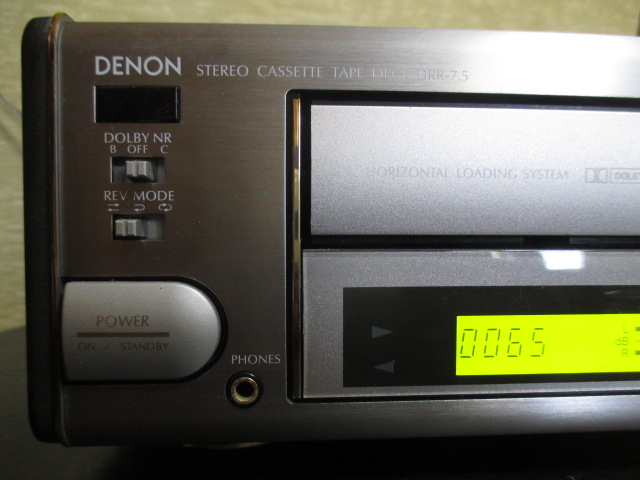 DENON STEREO CASSETTE TAPE DECK DRR-7.5
DOLBY NR
B OFF C
REV MODE
HORIZONTAL LOADING SYSTEM DOLBY
POWER
ON / STANDBY
PHONES
0065
L
dB
R